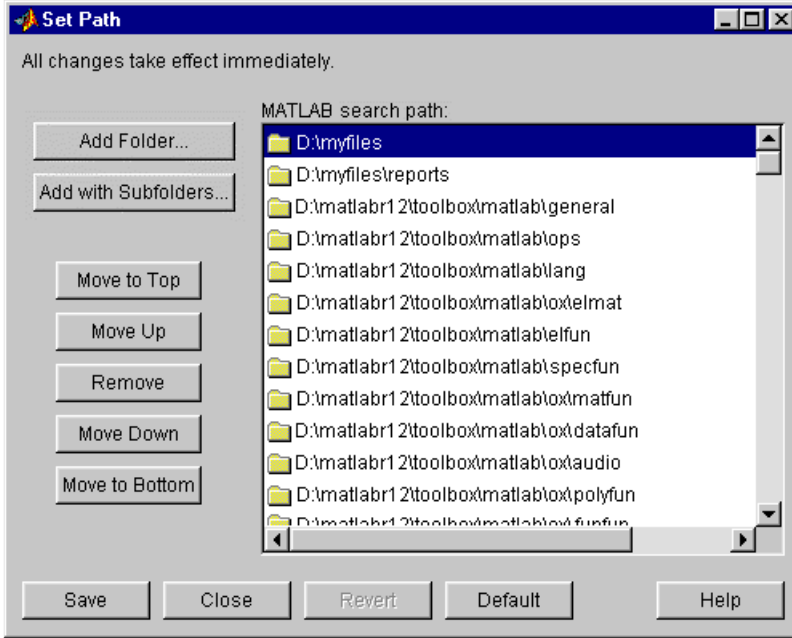 Set Path
All changes take effect immediately.
MATLAB search path:
Add Folder...
Add with Subfolders...
Move to Top
Move Up
Remove
Move Down
Move to Bottom
D:\myfiles
D:\myfiles\reports
D:\matlabr12\toolbox\matlab\general
D:\matlabr12\toolbox\matlab\ops
D:\matlabr12\toolbox\matlab\lang
D:\matlabr12\toolbox\matlab\ox\elmat
D:\matlabr12\toolbox\matlab\elfun
D:\matlabr12\toolbox\matlab\specfun
D:\matlabr12\toolbox\matlab\ox\matfun
D:\matlabr12\toolbox\matlab\ox\datafun
D:\matlabr12\toolbox\matlab\ox\audio
D:\matlabr12\toolbox\matlab\ox\polyfun
Save Close Revert Default Help